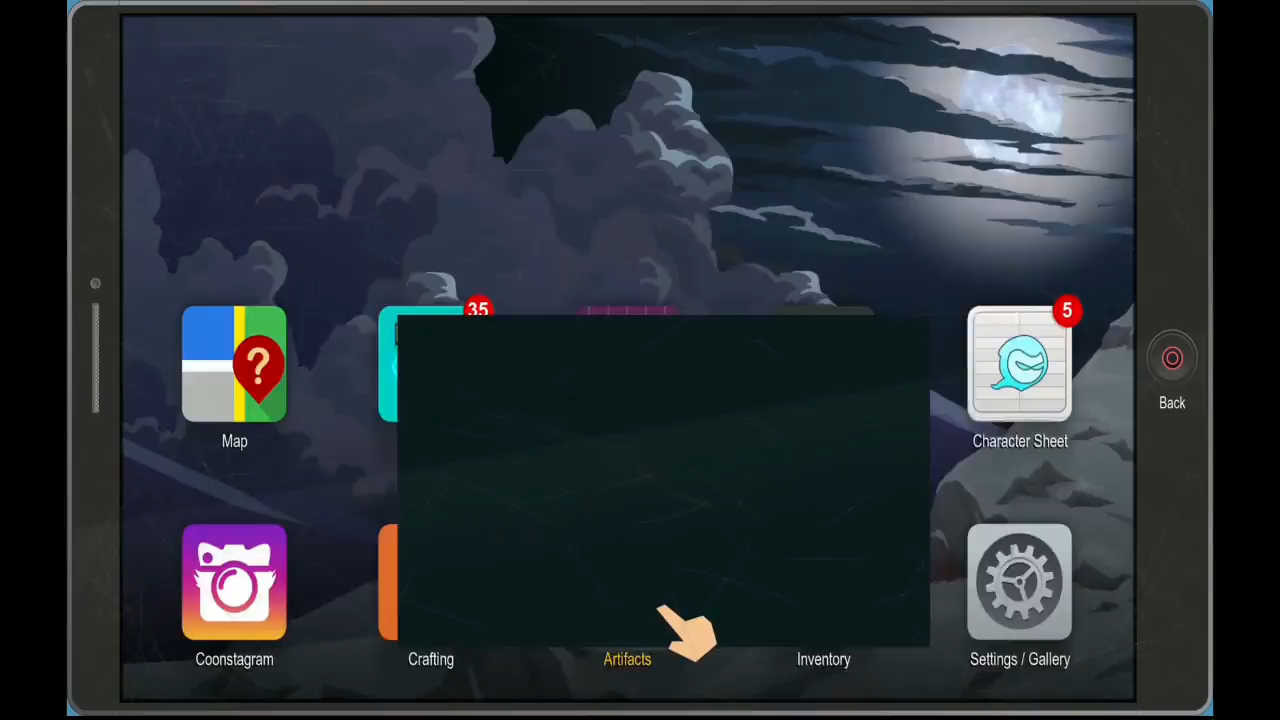 35
5
?
Map
Character Sheet
Back
Coonstagram
Crafting
Artifacts
Inventory
Settings / Gallery